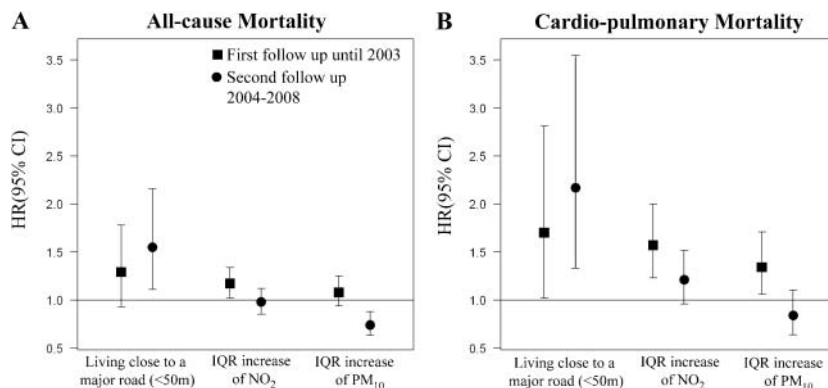 A
All-cause Mortality
HR(95% CI)
3.5
3.0
2.5
2.0
1.5
1.0
0.5
First follow up until 2003
Second follow up
2004-2008
Living close to a
major road (<50m)
IQR increase
of NO₂
IQR increase
of PM₁₀
B
Cardio-pulmonary Mortality
HR(95% CI)
3.5
3.0
2.5
2.0
1.5
1.0
0.5
Living close to a
major road (<50m)
IQR increase
of NO₂
IQR increase
of PM₁₀